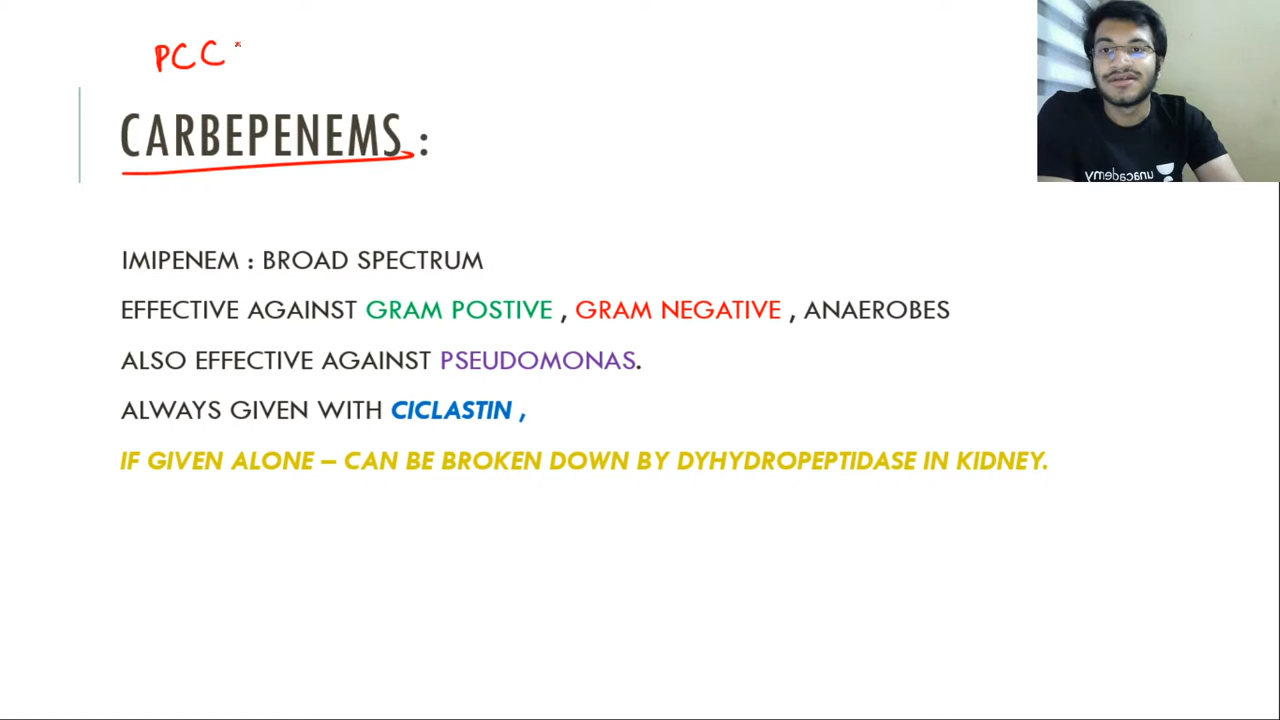 PCC
CARBEPENEMS :
IMIPENEM : BROAD SPECTRUM
EFFECTIVE AGAINST GRAM POSTIVE , GRAM NEGATIVE , ANAEROBES
ALSO EFFECTIVE AGAINST PSEUDOMONAS.
ALWAYS GIVEN WITH CICLASTIN ,
IF GIVEN ALONE – CAN BE BROKEN DOWN BY DYHYDROPEPTIDASE IN KIDNEY.
unacademy